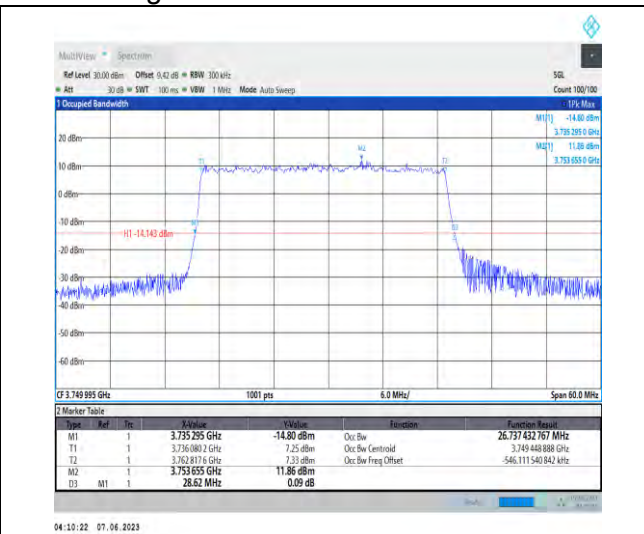 MultiView Spectrum
Ref Level 30.00 dBm Offset 9.42 dB RBW 300 kHz SGL
Att 30 dB SWT 100 ms VBW 1 MHz Mode Auto Sweep Count 100/100
1 Occupied Bandwidth 1Pk Max
M1[1] -14.80 dBm
3.735 295 0 GHz
M2[1] 11.86 dBm
3.753 655 0 GHz
20 dBm
M2
T1 T2
10 dBm
0 dBm
-10 dBm
M1 D3
H1 -14.143 dBm
-20 dBm
-30 dBm
-40 dBm
-50 dBm
-60 dBm
CF 3.749 995 GHz 1001 pts 6.0 MHz/ Span 60.0 MHz
2 Marker Table
Type Ref Trc X-Value Y-Value Function Function Result
M1 1 3.735 295 GHz -14.80 dBm Occ Bw 26.737 432 767 MHz
T1 1 3.736 080 2 GHz 7.25 dBm Occ Bw Centroid 3.749 448 888 GHz
T2 1 3.762 817 6 GHz 7.33 dBm Occ Bw Freq Offset -546.111 540 842 kHz
M2 1 3.753 655 GHz 11.86 dBm
D3 M1 1 28.62 MHz 0.09 dB
04:10:22 07.06.2023